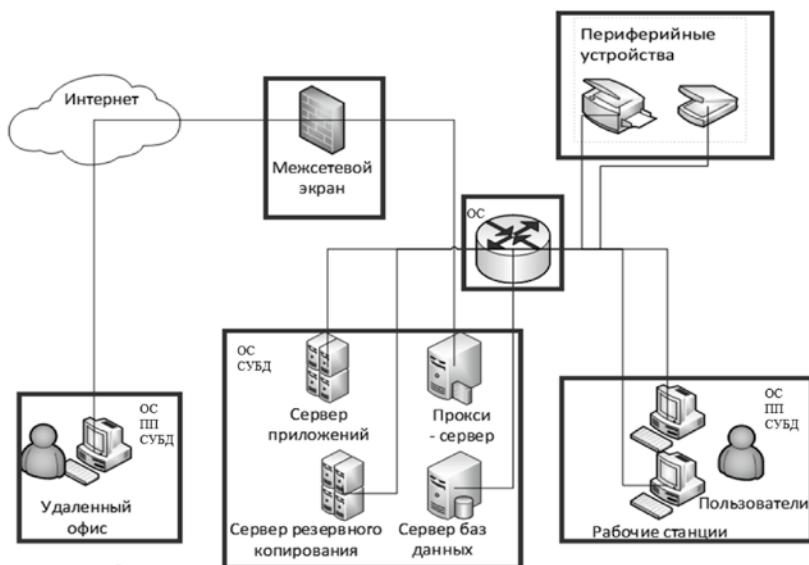 Периферийные
устройства
Интернет
Межсетевой
экран
ОС
ОС
СУБД
Сервер
приложений
Прокси
- сервер
Сервер резервного
копирования
Сервер баз
данных
ОС
ПП
СУБД
Удаленный
офис
ОС
ПП
СУБД
Пользователи
Рабочие станции